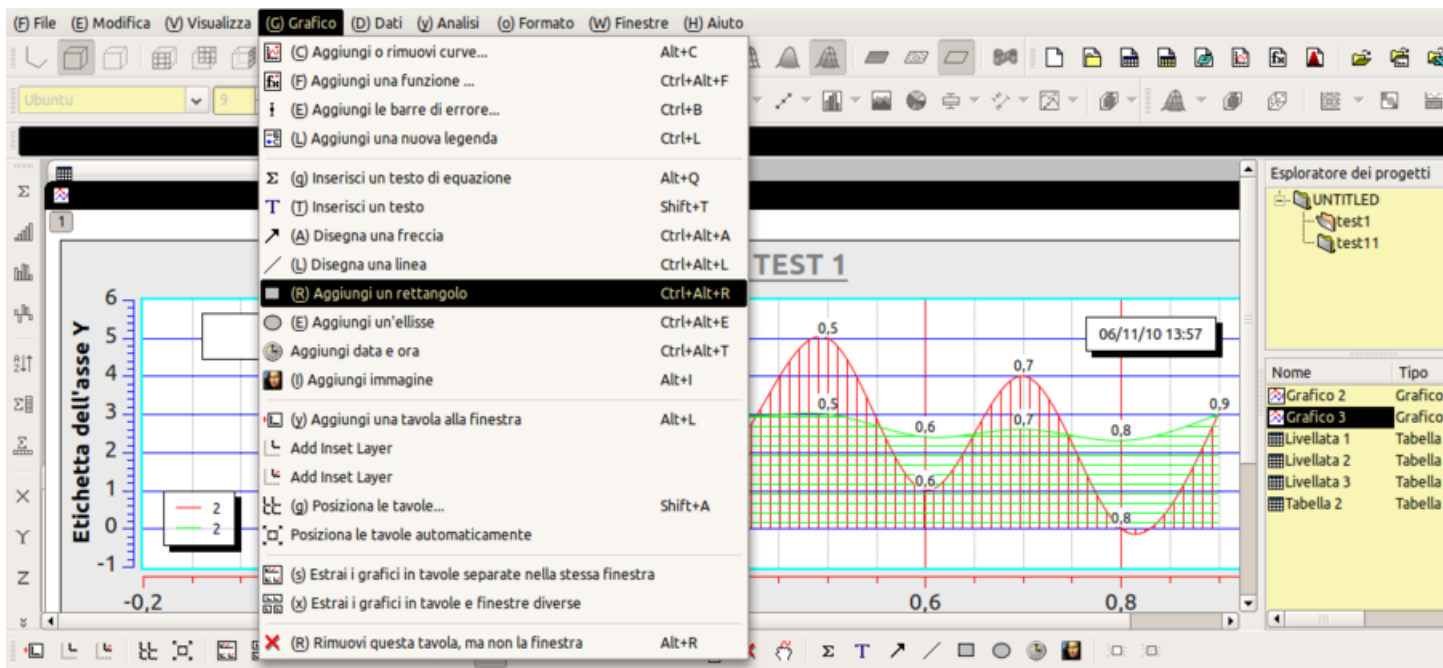 (F) File (E) Modifica (V) Visualizza (G) Grafico (D) Dati (y) Analisi (o) Formato (W) Finestre (H) Aiuto
Ubuntu 9
(C) Aggiungi o rimuovi curve... Alt+C
(F) Aggiungi una funzione ... Ctrl+Alt+F
(E) Aggiungi le barre di errore... Ctrl+B
(L) Aggiungi una nuova legenda Ctrl+L
(q) Inserisci un testo di equazione Alt+Q
(T) Inserisci un testo Shift+T
(A) Disegna una freccia Ctrl+Alt+A
(L) Disegna una linea Ctrl+Alt+L
(R) Aggiungi un rettangolo Ctrl+Alt+R
(E) Aggiungi un'ellisse Ctrl+Alt+E
Aggiungi data e ora Ctrl+Alt+T
(I) Aggiungi immagine Alt+I
(y) Aggiungi una tavola alla finestra Alt+L
Add Inset Layer
Add Inset Layer
(g) Posiziona le tavole... Shift+A
Posiziona le tavole automaticamente
(s) Estrai i grafici in tavole separate nella stessa finestra
(x) Estrai i grafici in tavole e finestre diverse
(R) Rimuovi questa tavola, ma non la finestra Alt+R
1
TEST 1
Etichetta dell'asse Y
6
5
4
3
2
1
0
-1
2
2
-0,2
0,6
0,8
0,5
0,5
0,6
0,6
0,7
0,7
0,8
0,8
0,9
06/11/10 13:57
Esploratore dei progetti
UNTITLED
test1
test11
Nome Tipo
Grafico 2 Grafico
Grafico 3 Grafico
Livellata 1 Tabella
Livellata 2 Tabella
Livellata 3 Tabella
Tabella 2 Tabella